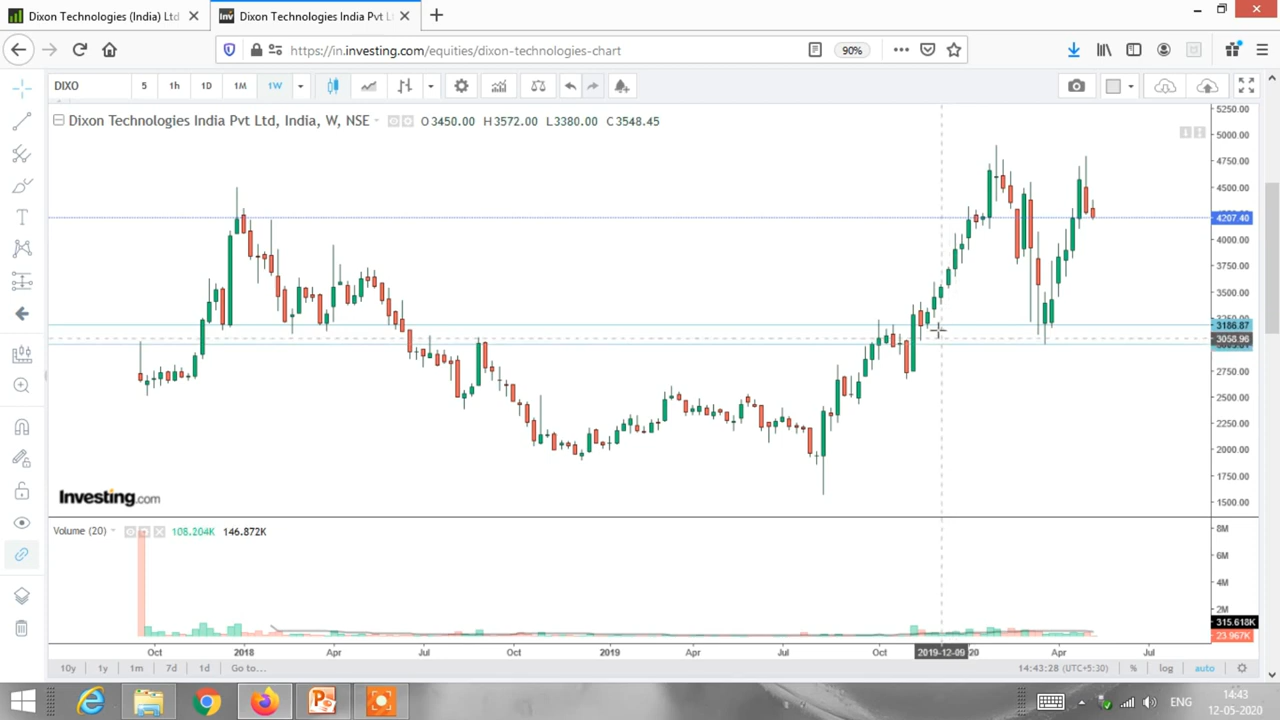 Dixon Technologies (India) Ltd
Dixon Technologies India Pvt L
https://in.investing.com/equities/dixon-technologies-chart
90%
DIXO 5 1h 1D 1M 1W
Dixon Technologies India Pvt Ltd, India, W, NSE O 3450.00 H 3572.00 L 3380.00 C 3548.45
5250.00
5000.00
4750.00
4500.00
4207.40
4000.00
3750.00
3500.00
3186.87
3058.96
2750.00
2500.00
2250.00
2000.00
1750.00
1500.00
Investing.com
Volume (20) 108.204K 146.872K
8M
6M
4M
2M
315.618K
23.967K
Oct 2018 Apr Jul Oct 2019 Apr Jul Oct 2019-12-09 20 Apr Jul
10y 1y 1m 7d 1d Go to... 14:43:28 (UTC+5:30) % log auto
ENG
14:43
12-05-2020